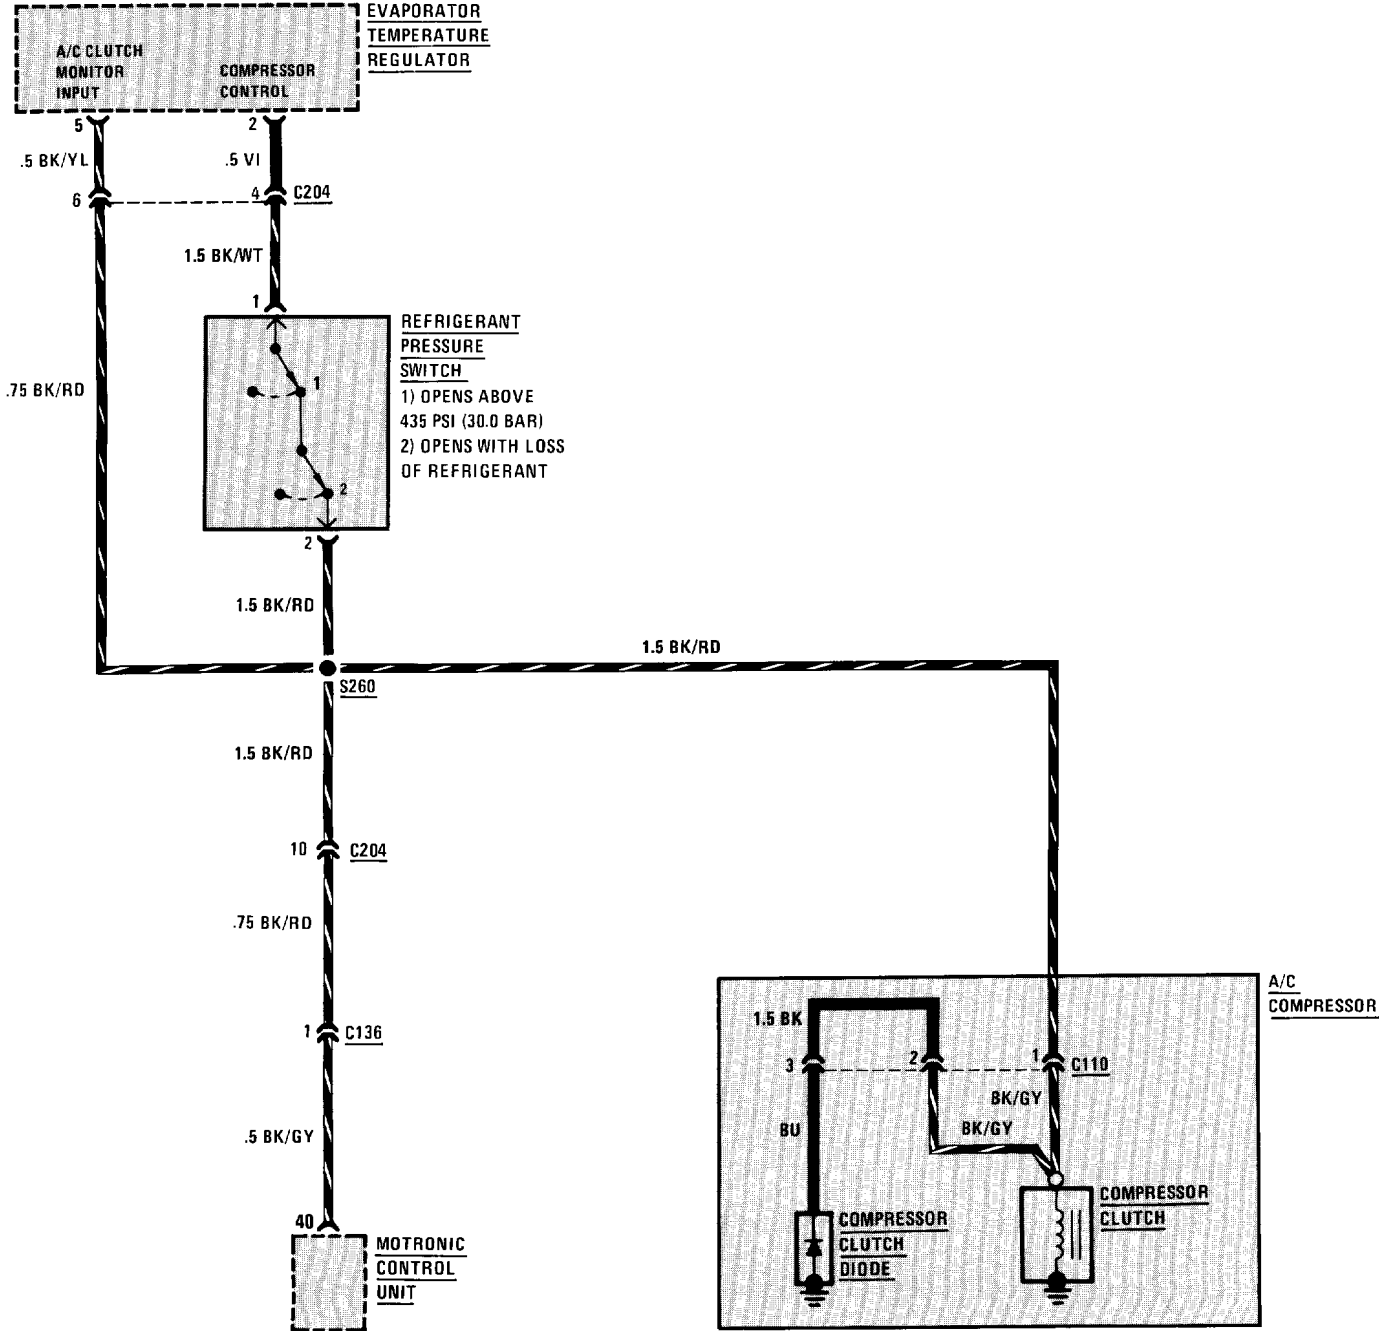 EVAPORATOR
TEMPERATURE
REGULATOR
A/C CLUTCH
MONITOR
INPUT
COMPRESSOR
CONTROL
5
2
.5 BK/YL
.5 VI
6
4
C204
1.5 BK/WT
1
REFRIGERANT
PRESSURE
SWITCH
1) OPENS ABOVE
435 PSI (30.0 BAR)
2) OPENS WITH LOSS
OF REFRIGERANT
1
.75 BK/RD
2
2
1.5 BK/RD
1.5 BK/RD
S260
1.5 BK/RD
10
C204
.75 BK/RD
1
C136
.5 BK/GY
40
MOTRONIC
CONTROL
UNIT
A/C
COMPRESSOR
1.5 BK
3
2
1
C110
BK/GY
BK/GY
BU
COMPRESSOR
CLUTCH
DIODE
COMPRESSOR
CLUTCH